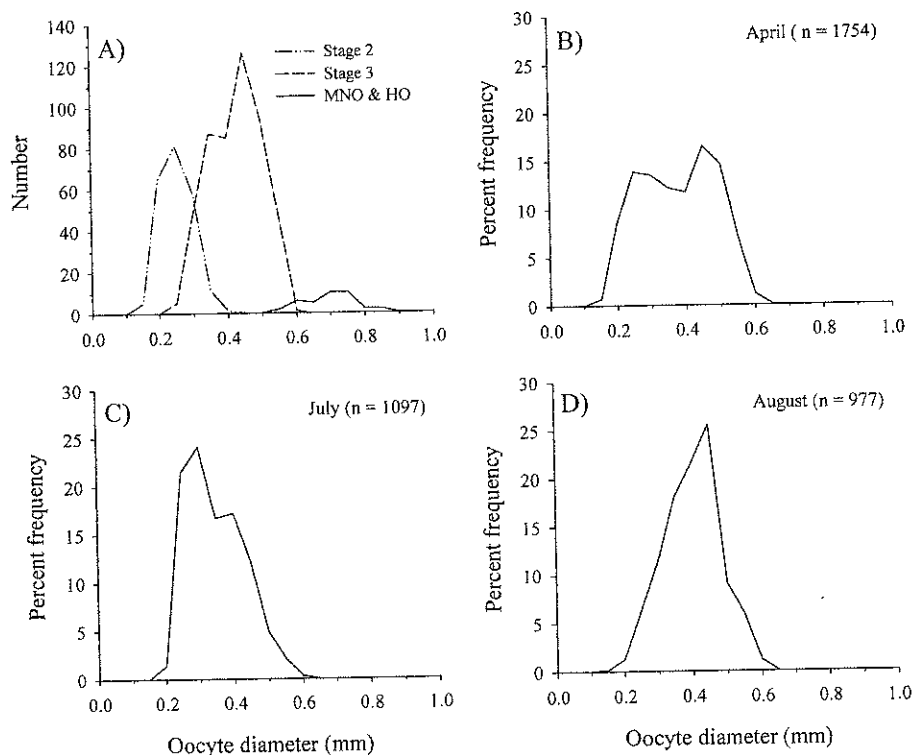 A)
Stage 2
Stage 3
MNO & HO
Number
140
120
100
80
60
40
20
0
0.0 0.2 0.4 0.6 0.8 1.0
B)
April ( n = 1754)
Percent frequency
30
25
20
15
10
5
0
0.0 0.2 0.4 0.6 0.8 1.0
C)
July (n = 1097)
Percent frequency
30
25
20
15
10
5
0
0.0 0.2 0.4 0.6 0.8 1.0
Oocyte diameter (mm)
D)
August (n = 977)
Percent frequency
30
25
20
15
10
5
0
0.0 0.2 0.4 0.6 0.8 1.0
Oocyte diameter (mm)